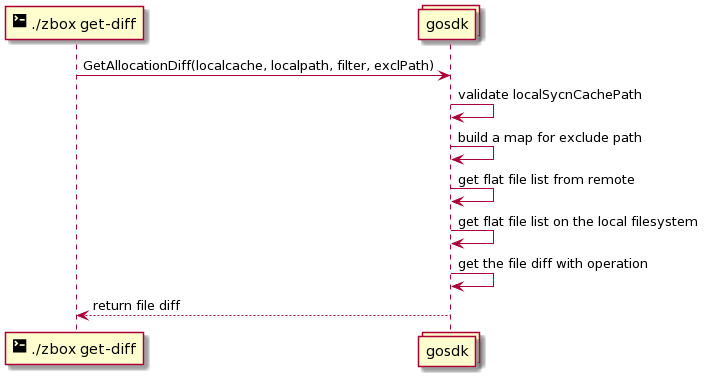 ./zbox get-diff
gosdk
GetAllocationDiff(localcache, localpath, filter, exclPath)
validate localSycnCachePath
build a map for exclude path
get flat file list from remote
get flat file list on the local filesystem
get the file diff with operation
return file diff
./zbox get-diff
gosdk